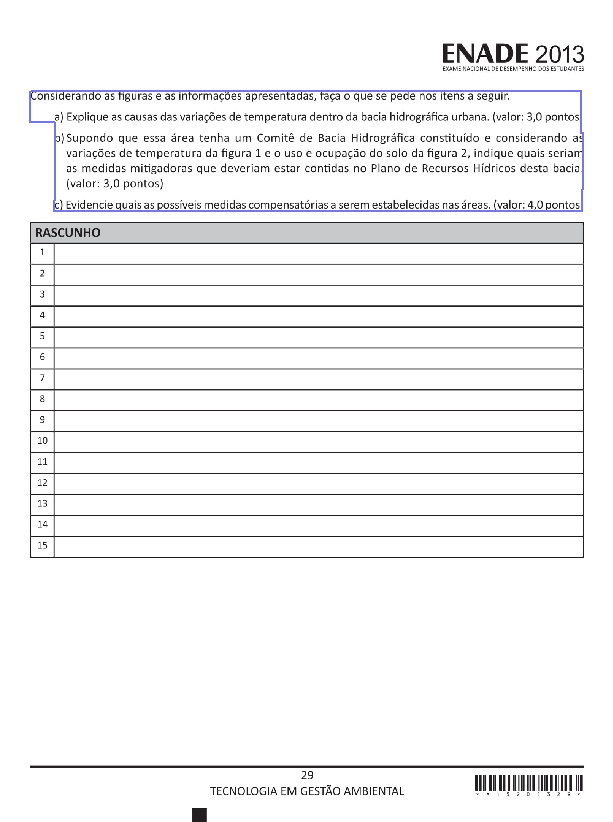 ENADE 2013
EXAME NACIONAL DE DESEMPENHO DOS ESTUDANTES
Considerando as figuras e as informações apresentadas, faça o que se pede nos itens a seguir.
a) Explique as causas das variações de temperatura dentro da bacia hidrográfica urbana. (valor: 3,0 pontos
b) Supondo que essa área tenha um Comitê de Bacia Hidrográfica constituído e considerando as
variações de temperatura da figura 1 e o uso e ocupação do solo da figura 2, indique quais seriam
as medidas mitigadoras que deveriam estar contidas no Plano de Recursos Hídricos desta bacia.
(valor: 3,0 pontos)
c) Evidencie quais as possíveis medidas compensatórias a serem estabelecidas nas áreas. (valor: 4,0 pontos
RASCUNHO
1
2
3
4
5
6
7
8
9
10
11
12
13
14
15
29
TECNOLOGIA EM GESTÃO AMBIENTAL